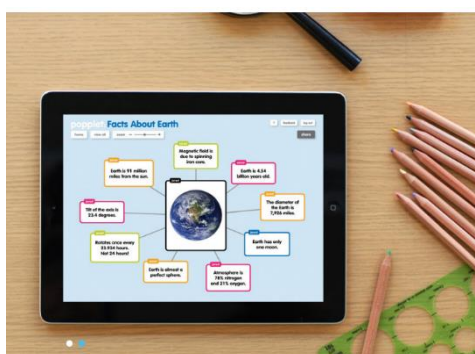 popplet Facts About Earth
share
Magnetic field is
due to spinning
iron core.
Earth is 93 million
miles from the sun.
Earth is 4.54
billion years old.
Tilt of the axis is
23.4 degrees.
The diameter of
the Earth is
7,926 miles.
Rotates once every
23.934 hours.
Not 24 hours!
Earth has only
one moon.
Earth is almost a
perfect sphere.
Atmosphere is
78% nitrogen
and 21% oxygen.